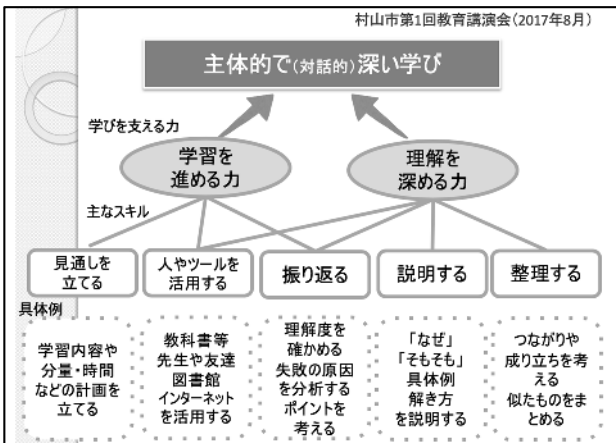 村山市第1回教育講演会(2017年8月)
主体的で(対話的)深い学び
学びを支える力
学習を
進める力
理解を
深める力
主なスキル
見通しを
立てる
人やツールを
活用する
振り返る
説明する
整理する
具体例
学習内容や
分量・時間
などの計画を
立てる
教科書等
先生や友達
図書館
インターネット
を活用する
理解度を
確かめる
失敗の原因
を分析する
ポイントを
考える
「なぜ」
「そもそも」
具体例
解き方
を説明する
つながりや
成り立ちを考
える
似たものをま
とめる